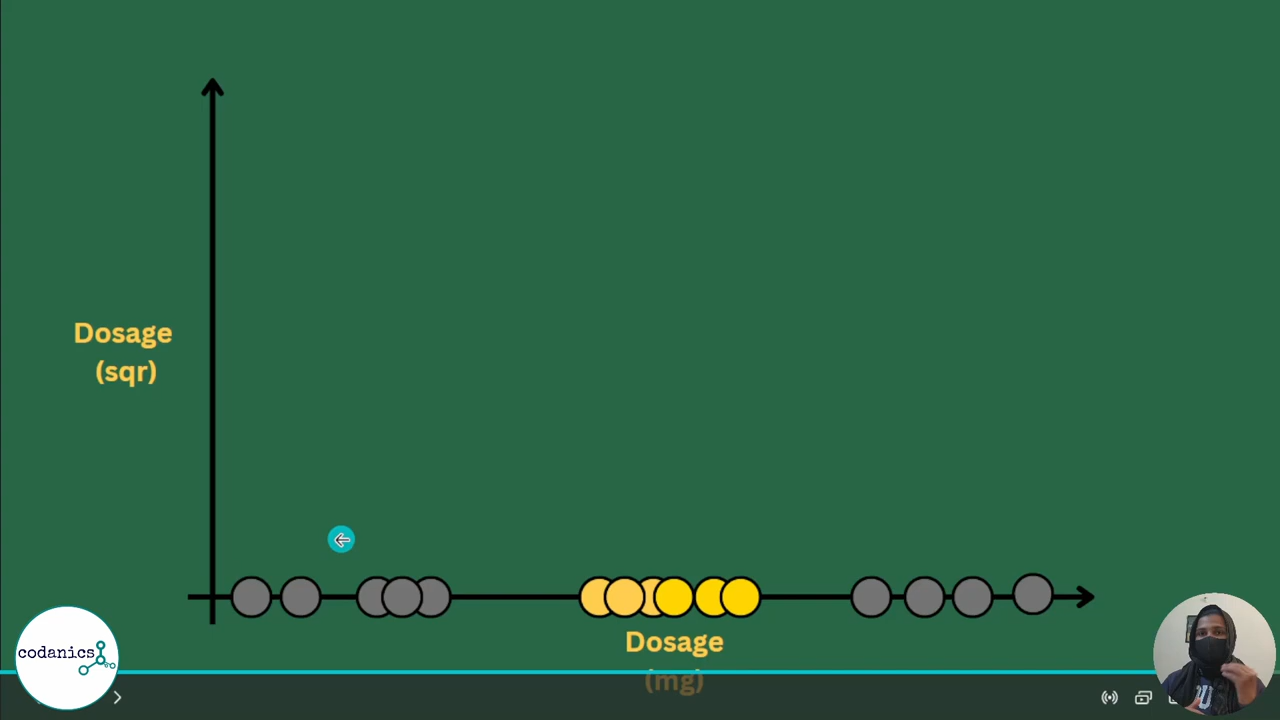 Dosage
(sqr)
Dosage
(mg)
codanics
U